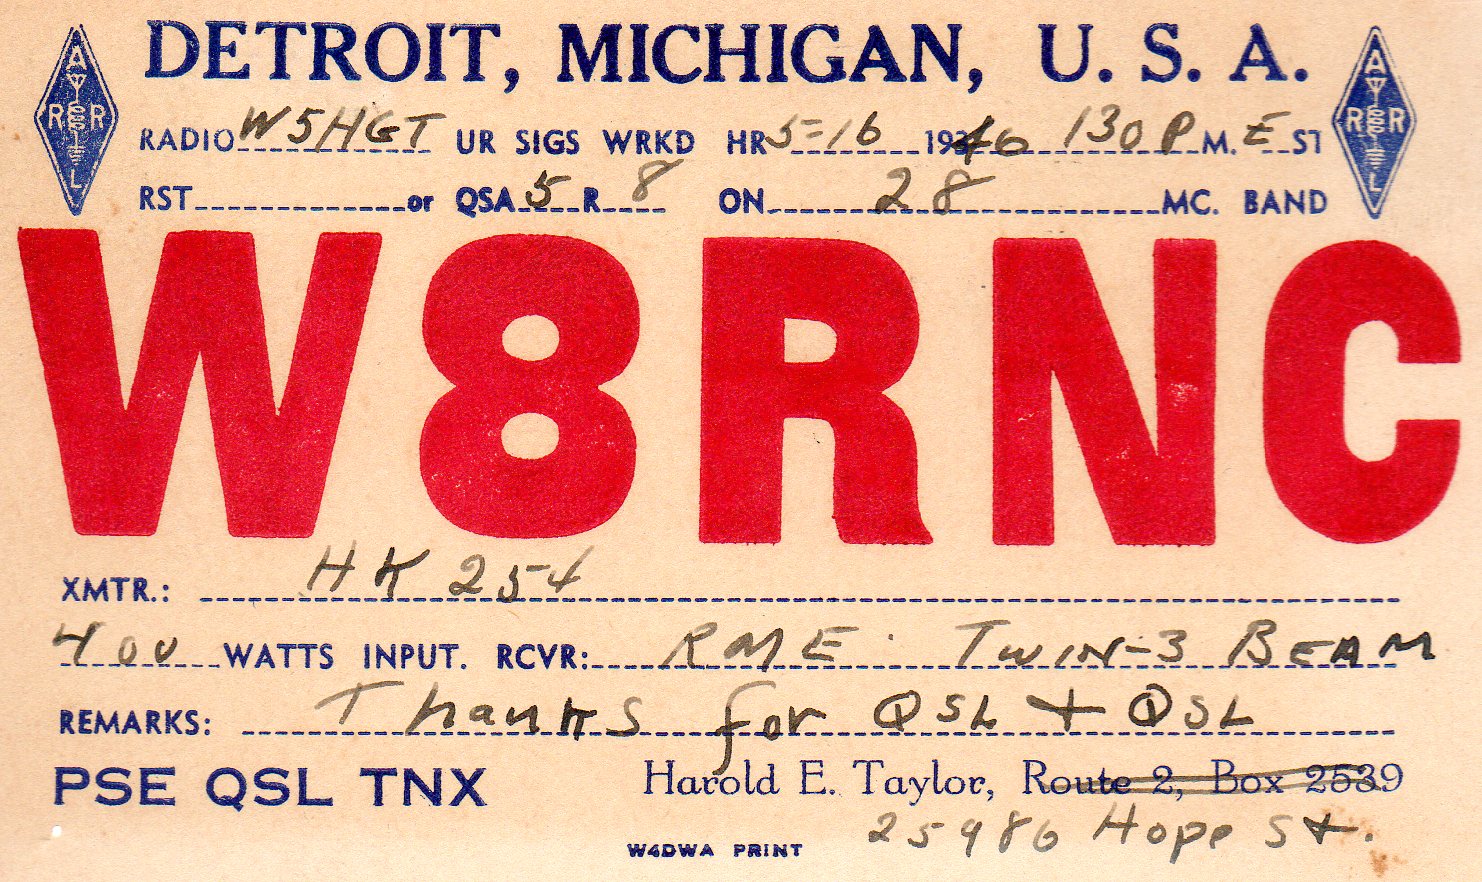 DETROIT, MICHIGAN, U. S. A.
A R R L
RADIO W5HGT UR SIGS WRKD HR 5-16 1946 130 P M. E ST
A R R L
RST or QSA 5 R 8 ON 28 MC. BAND
W8RNC
XMTR.: HK 254
400 WATTS INPUT. RCVR: RME Twin-3 BEAM
REMARKS: Thanks for QSL + QSL
PSE QSL TNX Harold E. Taylor, Route 2, Box 2539
25986 Hope St.
W4DWA PRINT